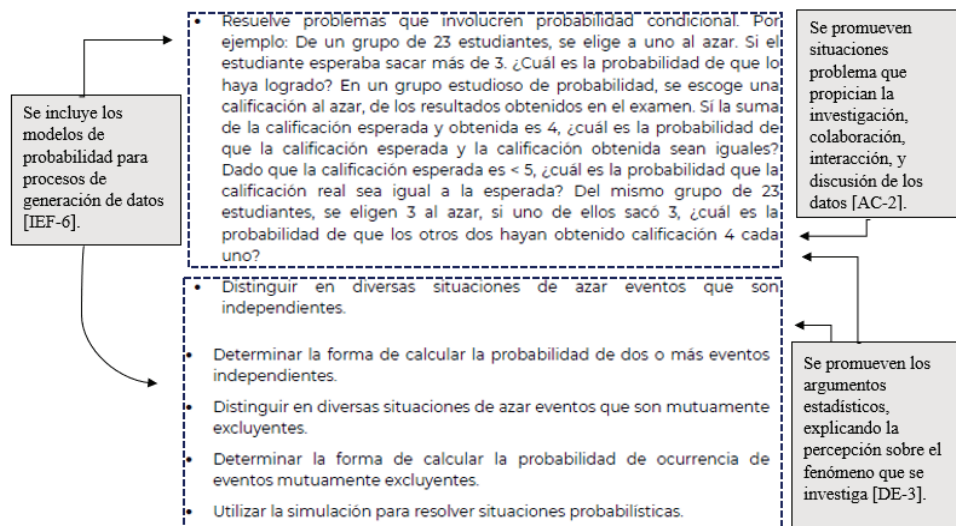 • Resuelve problemas que involucren probabilidad condicional. Por
ejemplo: De un grupo de 23 estudiantes, se elige a uno al azar. Si el
estudiante esperaba sacar más de 3. ¿Cuál es la probabilidad de que lo
haya logrado? En un grupo estudioso de probabilidad, se escoge una
calificación al azar, de los resultados obtenidos en el examen. Sí la suma
de la calificación esperada y obtenida es 4, ¿cuál es la probabilidad de
que la calificación esperada y la calificación obtenida sean iguales?
Dado que la calificación esperada es < 5, ¿cuál es la probabilidad que la
calificación real sea igual a la esperada? Del mismo grupo de 23
estudiantes, se eligen 3 al azar, si uno de ellos sacó 3, ¿cuál es la
probabilidad de que los otros dos hayan obtenido calificación 4 cada
uno?
Se incluye los
modelos de
probabilidad para
procesos de
generación de datos
[IEF-6].
Se promueven
situaciones
problema que
propician la
investigación,
colaboración,
interacción, y
discusión de los
datos [AC-2].
• Distinguir en diversas situaciones de azar eventos que son
independientes.
• Determinar la forma de calcular la probabilidad de dos o más eventos
independientes.
• Distinguir en diversas situaciones de azar eventos que son mutuamente
excluyentes.
• Determinar la forma de calcular la probabilidad de ocurrencia de
eventos mutuamente excluyentes.
• Utilizar la simulación para resolver situaciones probabilísticas.
Se promueven los
argumentos
estadísticos,
explicando la
percepción sobre el
fenómeno que se
investiga [DE-3].